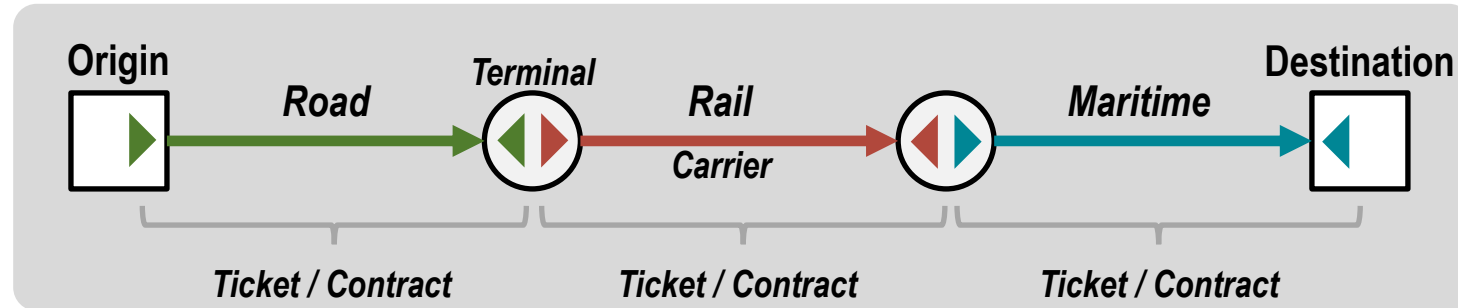 Origin
Terminal
Destination
Road
Rail
Maritime
Carrier
Ticket / Contract
Ticket / Contract
Ticket / Contract